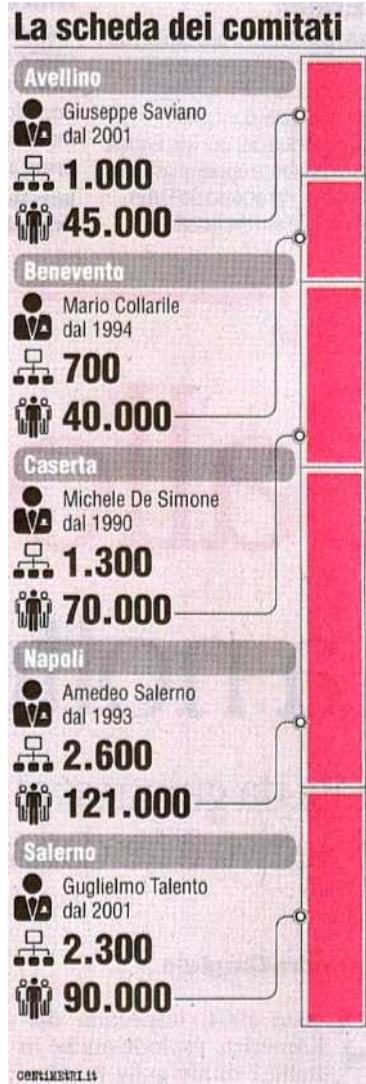 La scheda dei comitati
Avellino
Giuseppe Saviano
dal 2001
1.000
45.000
Benevento
Mario Collarile
dal 1994
700
40.000
Caserta
Michele De Simone
dal 1990
1.300
70.000
Napoli
Amedeo Salerno
dal 1993
2.600
121.000
Salerno
Guglielmo Talento
dal 2001
2.300
90.000
CENTIMETRI.it